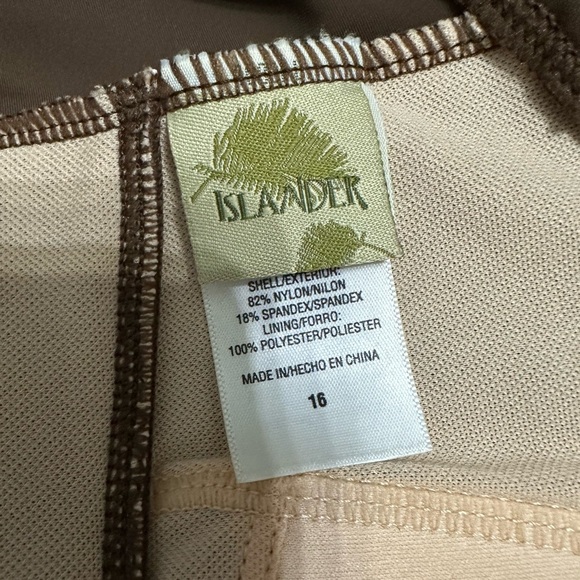 ISLANDER
SHELL/EXTERIOR:
82% NYLON/NILON
18% SPANDEX/SPANDEX
LINING/FORRO:
100% POLYESTER/POLIESTER
MADE IN/HECHO EN CHINA
16